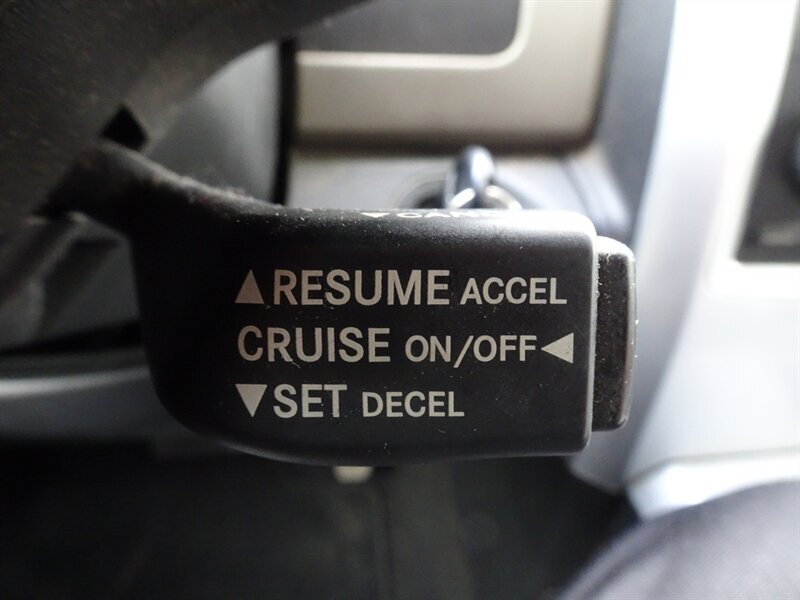 ▲RESUME ACCEL
CRUISE ON/OFF◀
▼SET DECEL